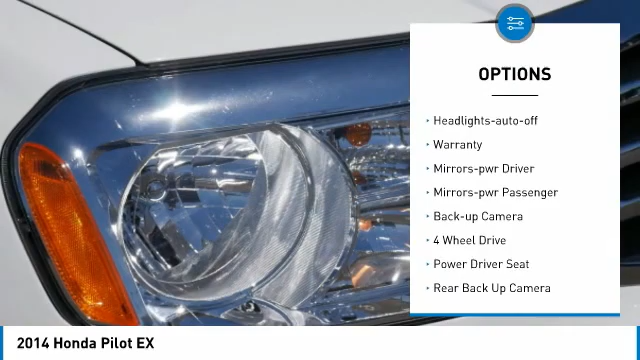 OPTIONS
Headlights-auto-off
Warranty
Mirrors-pwr Driver
Mirrors-pwr Passenger
Back-up Camera
4 Wheel Drive
Power Driver Seat
Rear Back Up Camera
2014 Honda Pilot EX